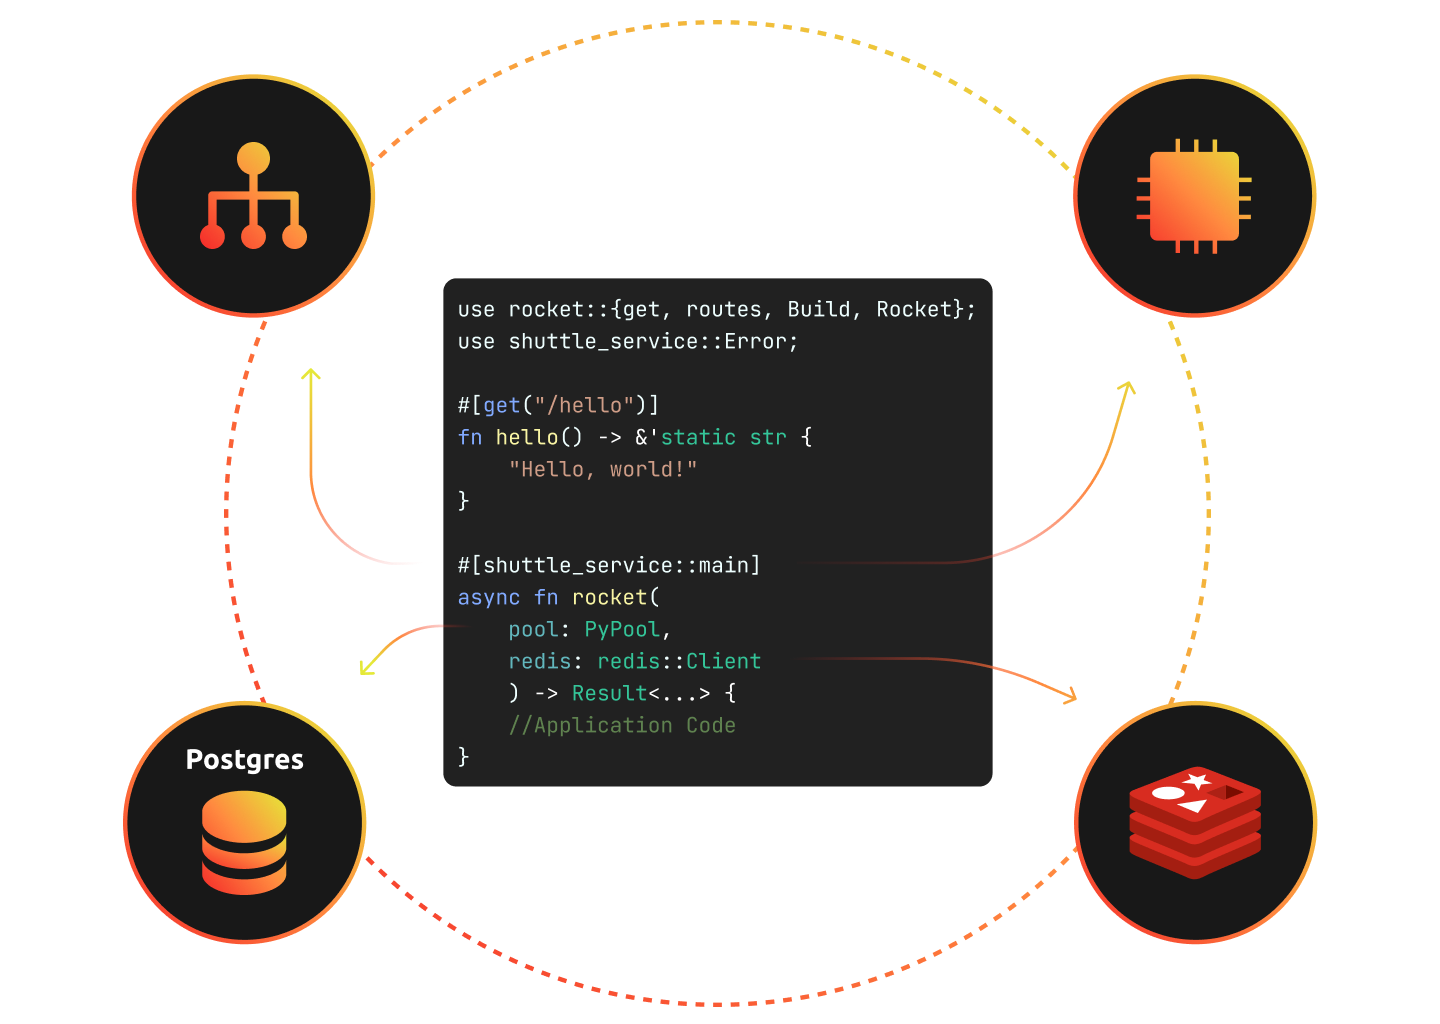 use rocket::{get, routes, Build, Rocket};
use shuttle_service::Error;
#[get("/hello")]
fn hello() -> &'static str {
    "Hello, world!"
}
#[shuttle_service::main]
async fn rocket(
    pool: PyPool,
    redis: redis::Client
    ) -> Result<...> {
    //Application Code
}
Postgres